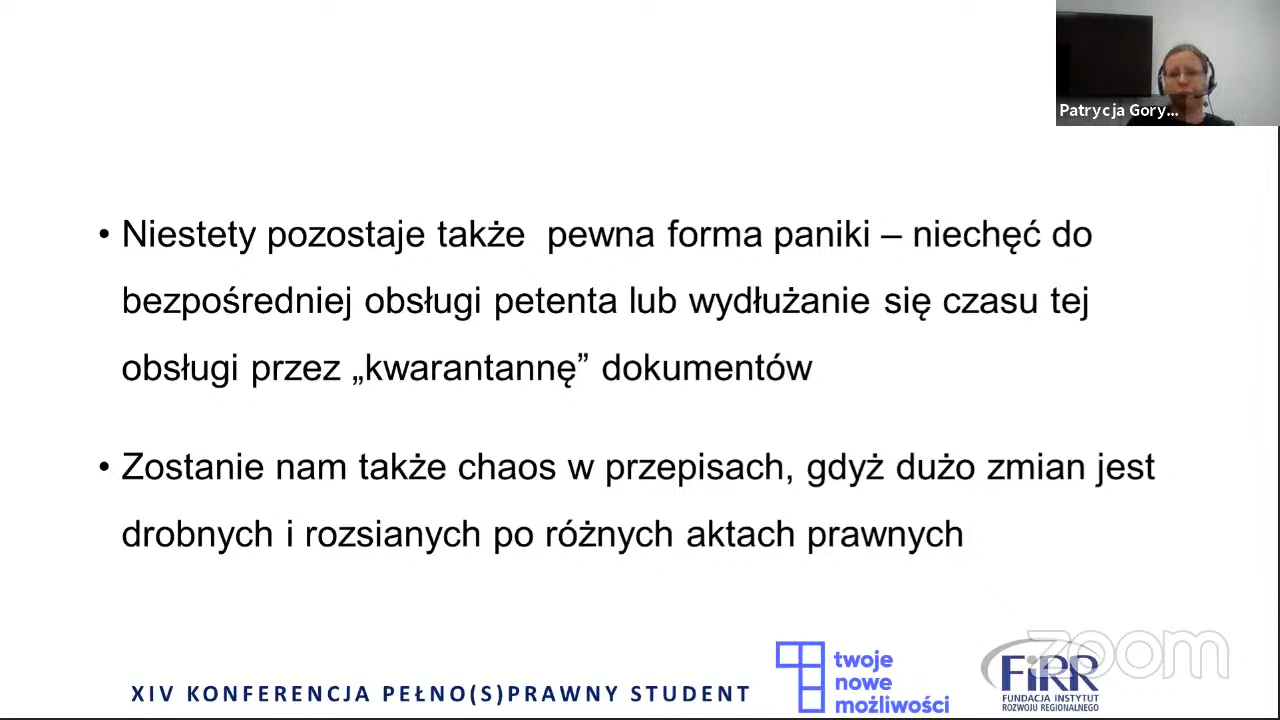 Patrycja Gory...
• Niestety pozostaje także pewna forma paniki – niechęć do
bezpośredniej obsługi petenta lub wydłużanie się czasu tej
obsługi przez „kwarantannę” dokumentów
• Zostanie nam także chaos w przepisach, gdyż dużo zmian jest
drobnych i rozsianych po różnych aktach prawnych
XIV KONFERENCJA PEŁNO(S)PRAWNY STUDENT
twoje
nowe
możliwości
FiRR
FUNDACJA INSTYTUT
ROZWOJU REGIONALNEGO
zoom